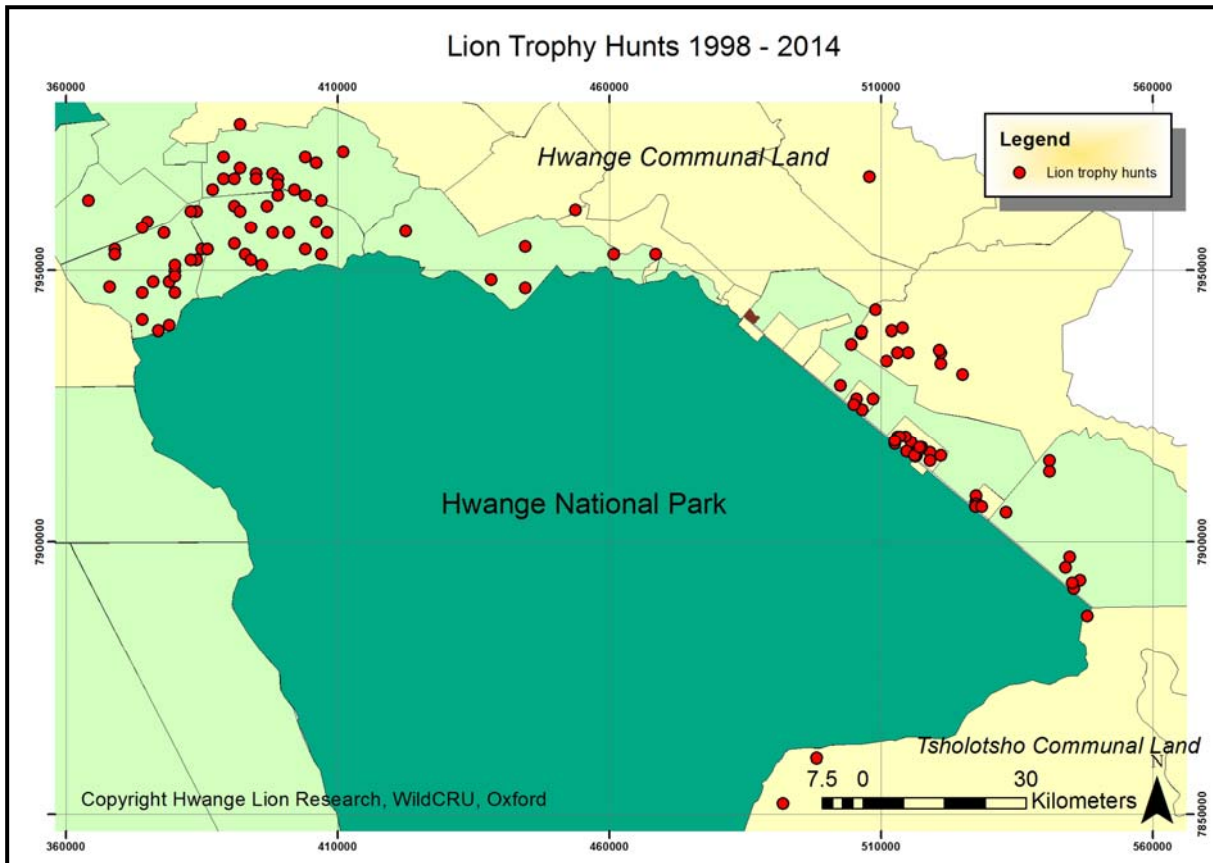 Lion Trophy Hunts 1998 - 2014
360000 410000 460000 510000 560000
Hwange Communal Land
Legend
Lion trophy hunts
7950000 7950000
Hwange National Park
7900000 7900000
Tsholotsho Communal Land
N
7.5 0 30
Kilometers
Copyright Hwange Lion Research, WildCRU, Oxford
7850000 7850000
360000 410000 460000 510000 560000